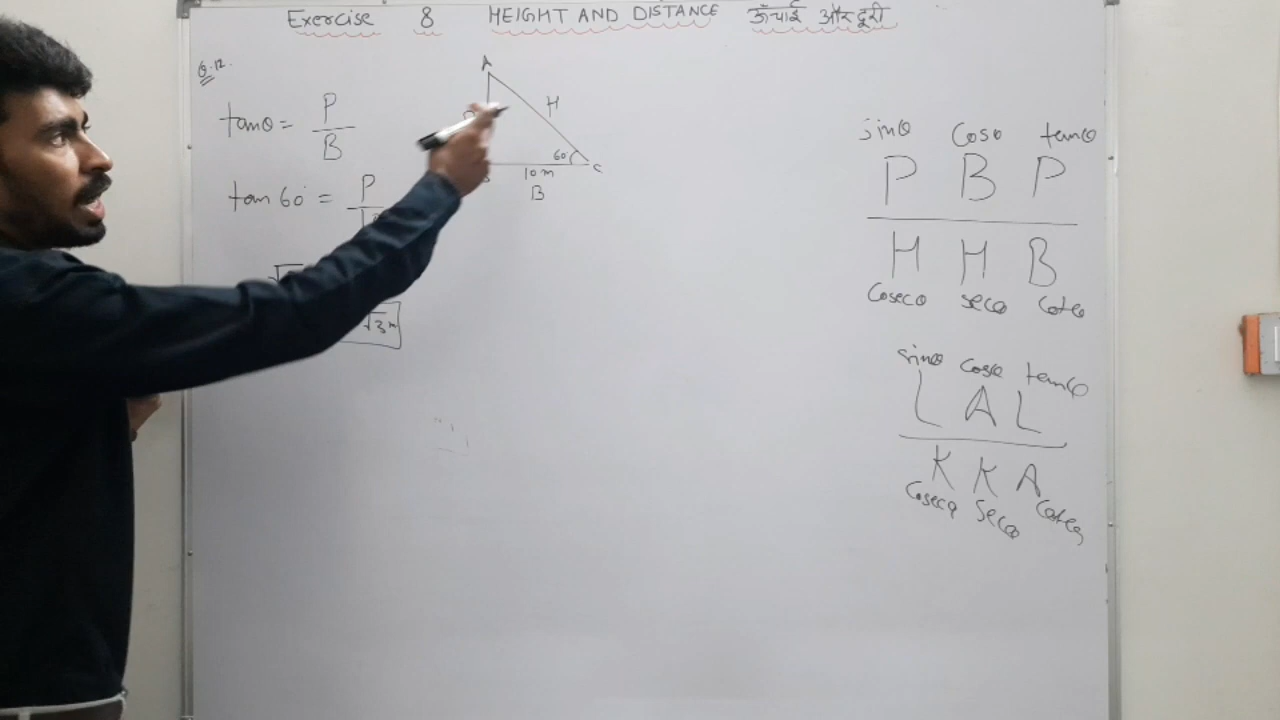 Exercise 8 HEIGHT AND DISTANCE ऊँचाई और दूरी
Q.12.
A
tanθ = P
B
H
60
C
10 m
B
tan 60° = P
√3 m
sinθ cosθ tanθ
P B P
H H B
cosecθ secθ cotθ
sinθ cosθ tanθ
L A L
K K A
cosecθ secθ cotθ